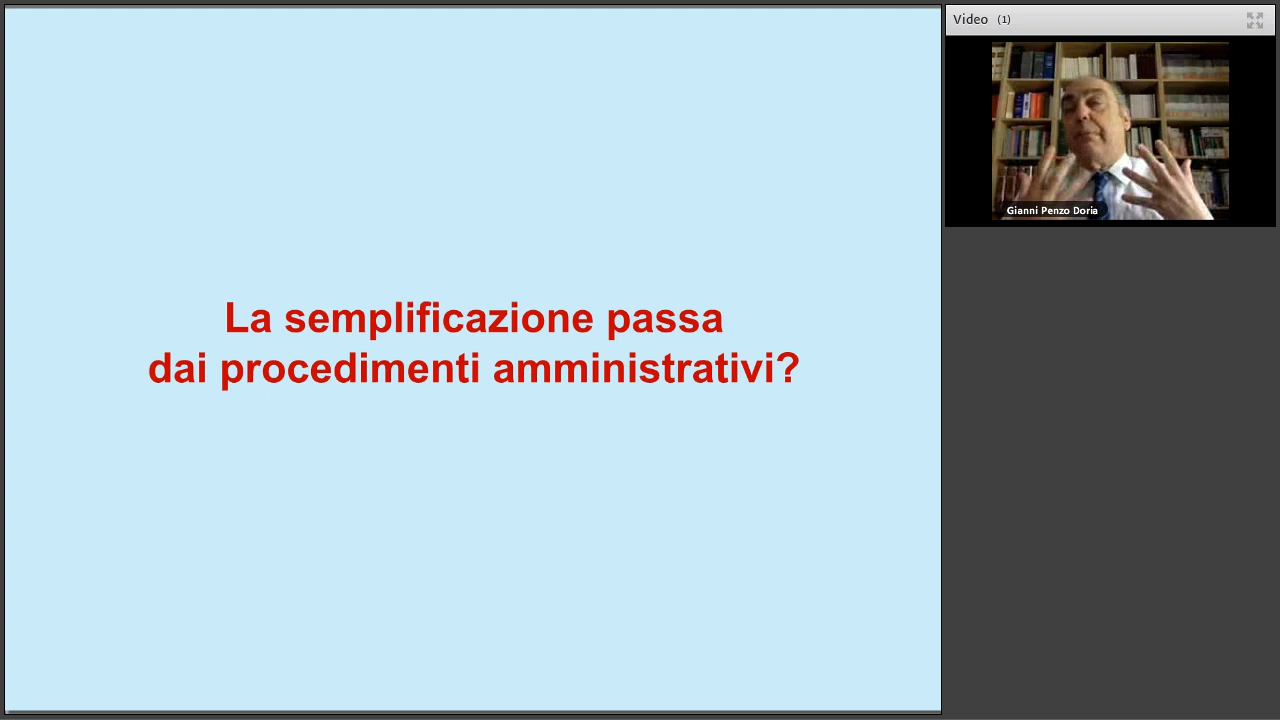 La semplificazione passa
dai procedimenti amministrativi?
Video (1)
Gianni Penzo Doria